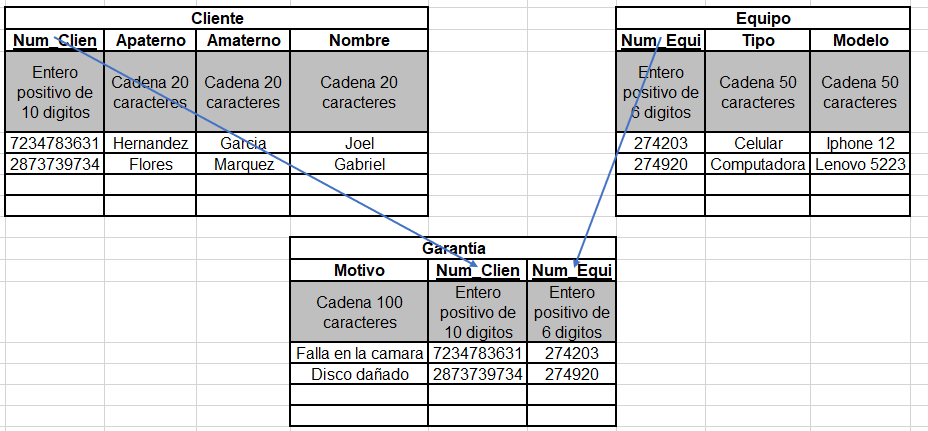 Cliente
Num_Clien Apaterno Amaterno Nombre
Entero positivo de 10 digitos Cadena 20 caracteres Cadena 20 caracteres Cadena 20 caracteres
7234783631 Hernandez Garcia Joel
2873739734 Flores Marquez Gabriel
Equipo
Num_Equi Tipo Modelo
Entero positivo de 6 digitos Cadena 50 caracteres Cadena 50 caracteres
274203 Celular Iphone 12
274920 Computadora Lenovo 5223
Garantía
Motivo Num_Clien Num_Equi
Cadena 100 caracteres Entero positivo de 10 digitos Entero positivo de 6 digitos
Falla en la camara 7234783631 274203
Disco dañado 2873739734 274920